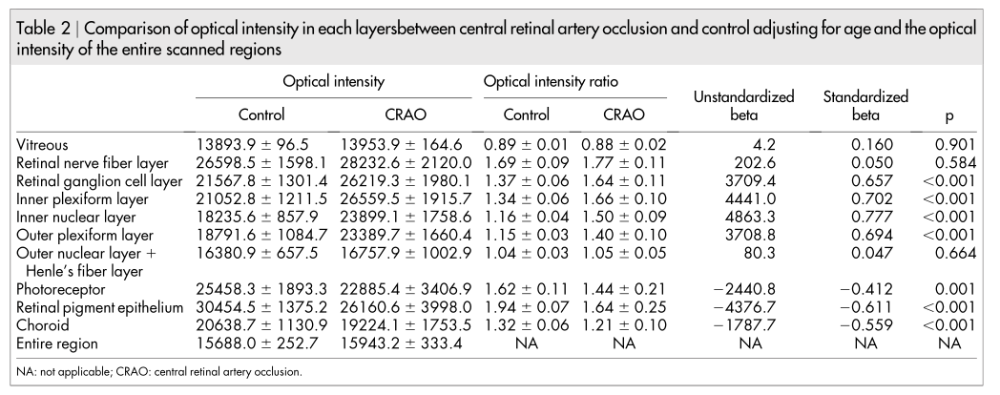 Table 2 | Comparison of optical intensity in each layersbetween central retinal artery occlusion and control adjusting for age and the optical
intensity of the entire scanned regions
Optical intensity Optical intensity ratio Unstandardized beta Standardized beta p
Control CRAO Control CRAO
Vitreous 13893.9 ± 96.5 13953.9 ± 164.6 0.89 ± 0.01 0.88 ± 0.02 4.2 0.160 0.901
Retinal nerve fiber layer 26598.5 ± 1598.1 28232.6 ± 2120.0 1.69 ± 0.09 1.77 ± 0.11 202.6 0.050 0.584
Retinal ganglion cell layer 21567.8 ± 1301.4 26219.3 ± 1980.1 1.37 ± 0.06 1.64 ± 0.11 3709.4 0.657 <0.001
Inner plexiform layer 21052.8 ± 1211.5 26559.5 ± 1915.7 1.34 ± 0.06 1.66 ± 0.10 4441.0 0.702 <0.001
Inner nuclear layer 18235.6 ± 857.9 23899.1 ± 1758.6 1.16 ± 0.04 1.50 ± 0.09 4863.3 0.777 <0.001
Outer plexiform layer 18791.6 ± 1084.7 23389.7 ± 1660.4 1.15 ± 0.03 1.40 ± 0.10 3708.8 0.694 <0.001
Outer nuclear layer + 16380.9 ± 657.5 16757.9 ± 1002.9 1.04 ± 0.03 1.05 ± 0.05 80.3 0.047 0.664
Henle's fiber layer
Photoreceptor 25458.3 ± 1893.3 22885.4 ± 3406.9 1.62 ± 0.11 1.44 ± 0.21 −2440.8 −0.412 0.001
Retinal pigment epithelium 30454.5 ± 1375.2 26160.6 ± 3998.0 1.94 ± 0.07 1.64 ± 0.25 −4376.7 −0.611 <0.001
Choroid 20638.7 ± 1130.9 19224.1 ± 1753.5 1.32 ± 0.06 1.21 ± 0.10 −1787.7 −0.559 <0.001
Entire region 15688.0 ± 252.7 15943.2 ± 333.4 NA NA NA NA NA
NA: not applicable; CRAO: central retinal artery occlusion.